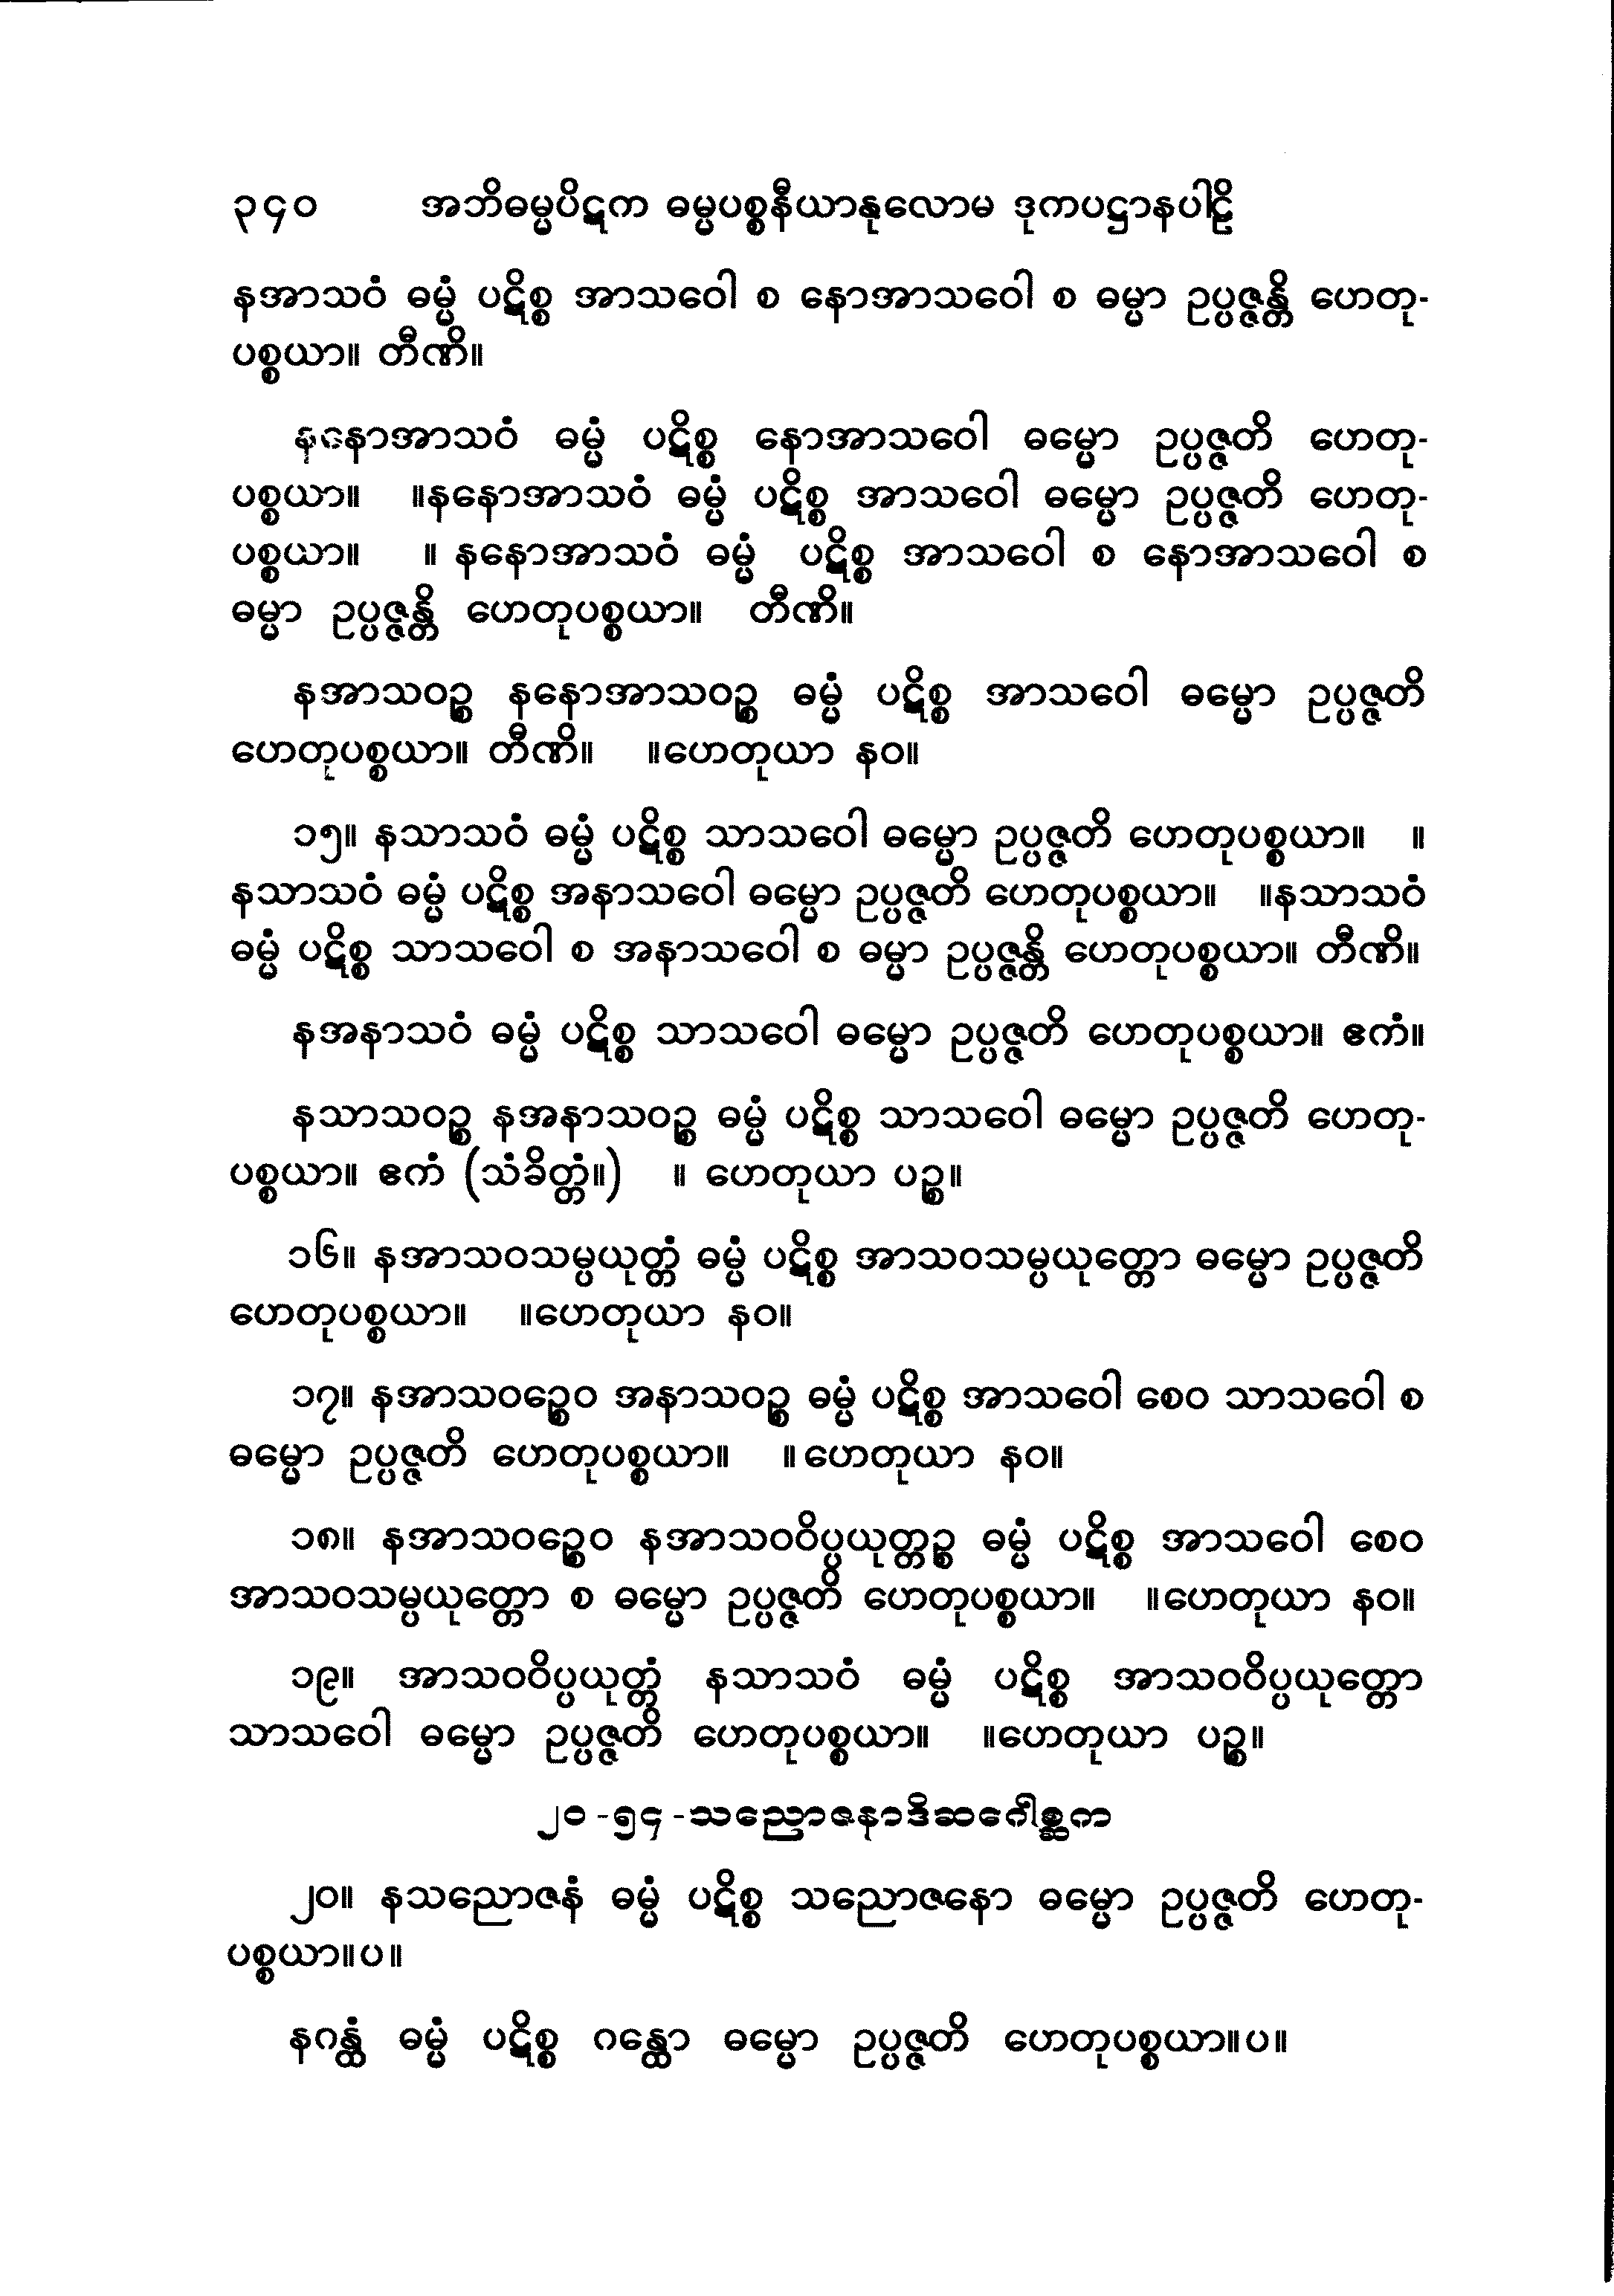 ၃၄၀ အဘိဓမ္မပိဋက ဓမ္မပစ္စနီယာနုလောမ ဒုကပဋ္ဌာနပါဠိ
နအာသဝံ ဓမ္မံ ပဋိစ္စ အာသဝေါ စ နောအာသဝေါ စ ဓမ္မာ ဥပ္ပဇ္ဇန္တိ ဟေတု-
ပစ္စယာ။ တီဏိ။
နနောအာသဝံ ဓမ္မံ ပဋိစ္စ နောအာသဝေါ ဓမ္မော ဥပ္ပဇ္ဇတိ ဟေတု-
ပစ္စယာ။ ။နနောအာသဝံ ဓမ္မံ ပဋိစ္စ အာသဝေါ ဓမ္မော ဥပ္ပဇ္ဇတိ ဟေတု-
ပစ္စယာ။ ။ နနောအာသဝံ ဓမ္မံ ပဋိစ္စ အာသဝေါ စ နောအာသဝေါ စ
ဓမ္မာ ဥပ္ပဇ္ဇန္တိ ဟေတုပစ္စယာ။ တီဏိ။
နအာသဝဉ္စ နနောအာသဝဉ္စ ဓမ္မံ ပဋိစ္စ အာသဝေါ ဓမ္မော ဥပ္ပဇ္ဇတိ
ဟေတုပစ္စယာ။ တီဏိ။ ။ဟေတုယာ နဝ။
၁၅။ နသာသဝံ ဓမ္မံ ပဋိစ္စ သာသဝေါ ဓမ္မော ဥပ္ပဇ္ဇတိ ဟေတုပစ္စယာ။ ။
နသာသဝံ ဓမ္မံ ပဋိစ္စ အနာသဝေါ ဓမ္မော ဥပ္ပဇ္ဇတိ ဟေတုပစ္စယာ။ ။နသာသဝံ
ဓမ္မံ ပဋိစ္စ သာသဝေါ စ အနာသဝေါ စ ဓမ္မာ ဥပ္ပဇ္ဇန္တိ ဟေတုပစ္စယာ။ တီဏိ။
နအနာသဝံ ဓမ္မံ ပဋိစ္စ သာသဝေါ ဓမ္မော ဥပ္ပဇ္ဇတိ ဟေတုပစ္စယာ။ ဧကံ။
နသာသဝဉ္စ နအနာသဝဉ္စ ဓမ္မံ ပဋိစ္စ သာသဝေါ ဓမ္မော ဥပ္ပဇ္ဇတိ ဟေတု-
ပစ္စယာ။ ဧကံ (သံခိတ္တံ။) ။ ဟေတုယာ ပဉ္စ။
၁၆။ နအာသဝသမ္ပယုတ္တံ ဓမ္မံ ပဋိစ္စ အာသဝသမ္ပယုတ္တော ဓမ္မော ဥပ္ပဇ္ဇတိ
ဟေတုပစ္စယာ။ ။ဟေတုယာ နဝ။
၁၇။ နအာသဝဉ္စေဝ အနာသဝဉ္စ ဓမ္မံ ပဋိစ္စ အာသဝေါ စေဝ သာသဝေါ စ
ဓမ္မော ဥပ္ပဇ္ဇတိ ဟေတုပစ္စယာ။ ။ဟေတုယာ နဝ။
၁၈။ နအာသဝဉ္စေဝ နအာသဝဝိပ္ပယုတ္တဉ္စ ဓမ္မံ ပဋိစ္စ အာသဝေါ စေဝ
အာသဝသမ္ပယုတ္တော စ ဓမ္မော ဥပ္ပဇ္ဇတိ ဟေတုပစ္စယာ။ ။ဟေတုယာ နဝ။
၁၉။ အာသဝဝိပ္ပယုတ္တံ နသာသဝံ ဓမ္မံ ပဋိစ္စ အာသဝဝိပ္ပယုတ္တော
သာသဝေါ ဓမ္မော ဥပ္ပဇ္ဇတိ ဟေတုပစ္စယာ။ ။ဟေတုယာ ပဉ္စ။
၂၀-၅၄-သညောဇနာဒိဆဂေါစ္ဆက
၂၀။ နသညောဇနံ ဓမ္မံ ပဋိစ္စ သညောဇနော ဓမ္မော ဥပ္ပဇ္ဇတိ ဟေတု-
ပစ္စယာ။ပ။
နဂန္ထံ ဓမ္မံ ပဋိစ္စ ဂန္ထော ဓမ္မော ဥပ္ပဇ္ဇတိ ဟေတုပစ္စယာ။ပ။